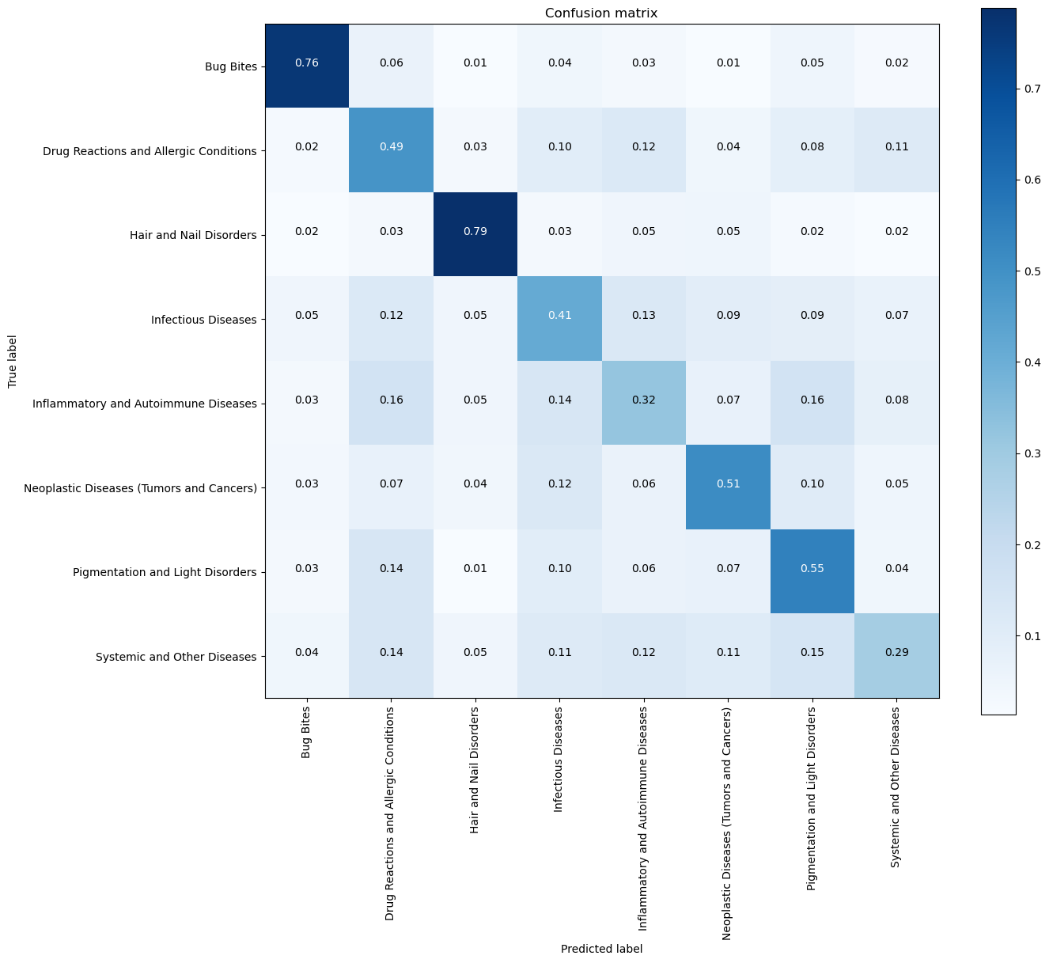 Confusion matrix
Bug Bites 0.76 0.06 0.01 0.04 0.03 0.01 0.05 0.02
Drug Reactions and Allergic Conditions 0.02 0.49 0.03 0.10 0.12 0.04 0.08 0.11
Hair and Nail Disorders 0.02 0.03 0.79 0.03 0.05 0.05 0.02 0.02
Infectious Diseases 0.05 0.12 0.05 0.41 0.13 0.09 0.09 0.07
Inflammatory and Autoimmune Diseases 0.03 0.16 0.05 0.14 0.32 0.07 0.16 0.08
Neoplastic Diseases (Tumors and Cancers) 0.03 0.07 0.04 0.12 0.06 0.51 0.10 0.05
Pigmentation and Light Disorders 0.03 0.14 0.01 0.10 0.06 0.07 0.55 0.04
Systemic and Other Diseases 0.04 0.14 0.05 0.11 0.12 0.11 0.15 0.29
True label
Bug Bites
Drug Reactions and Allergic Conditions
Hair and Nail Disorders
Infectious Diseases
Inflammatory and Autoimmune Diseases
Neoplastic Diseases (Tumors and Cancers)
Pigmentation and Light Disorders
Systemic and Other Diseases
Predicted label
0.7
0.6
0.5
0.4
0.3
0.2
0.1